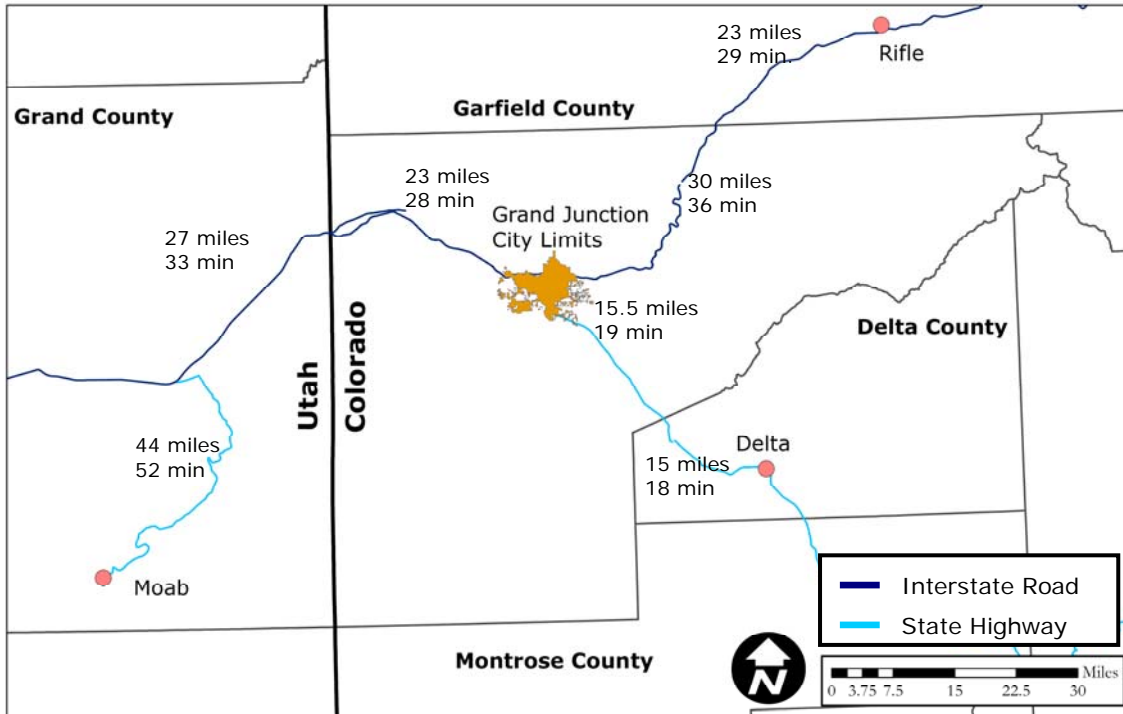 23 miles
29 min.
Rifle
Grand County
Garfield County
23 miles
28 min
30 miles
36 min
Grand Junction
City Limits
27 miles
33 min
15.5 miles
19 min
Delta County
Utah
Colorado
44 miles
52 min
Delta
15 miles
18 min
Moab
Interstate Road
State Highway
Montrose County
N
Miles
0 3.75 7.5 15 22.5 30